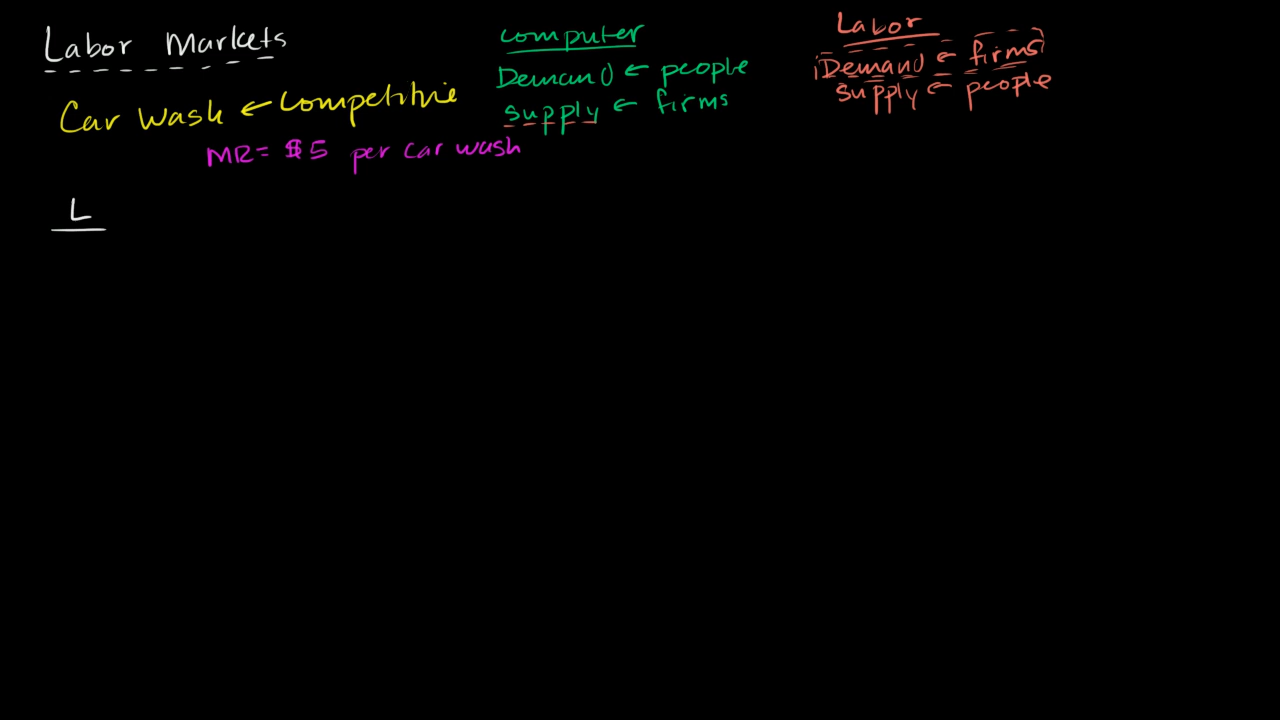 Labor Markets
Car Wash ← Competitive
MR = $5 per car wash
L
computer
Demand ← people
supply ← firms
Labor
Demand ← firms
supply ← people